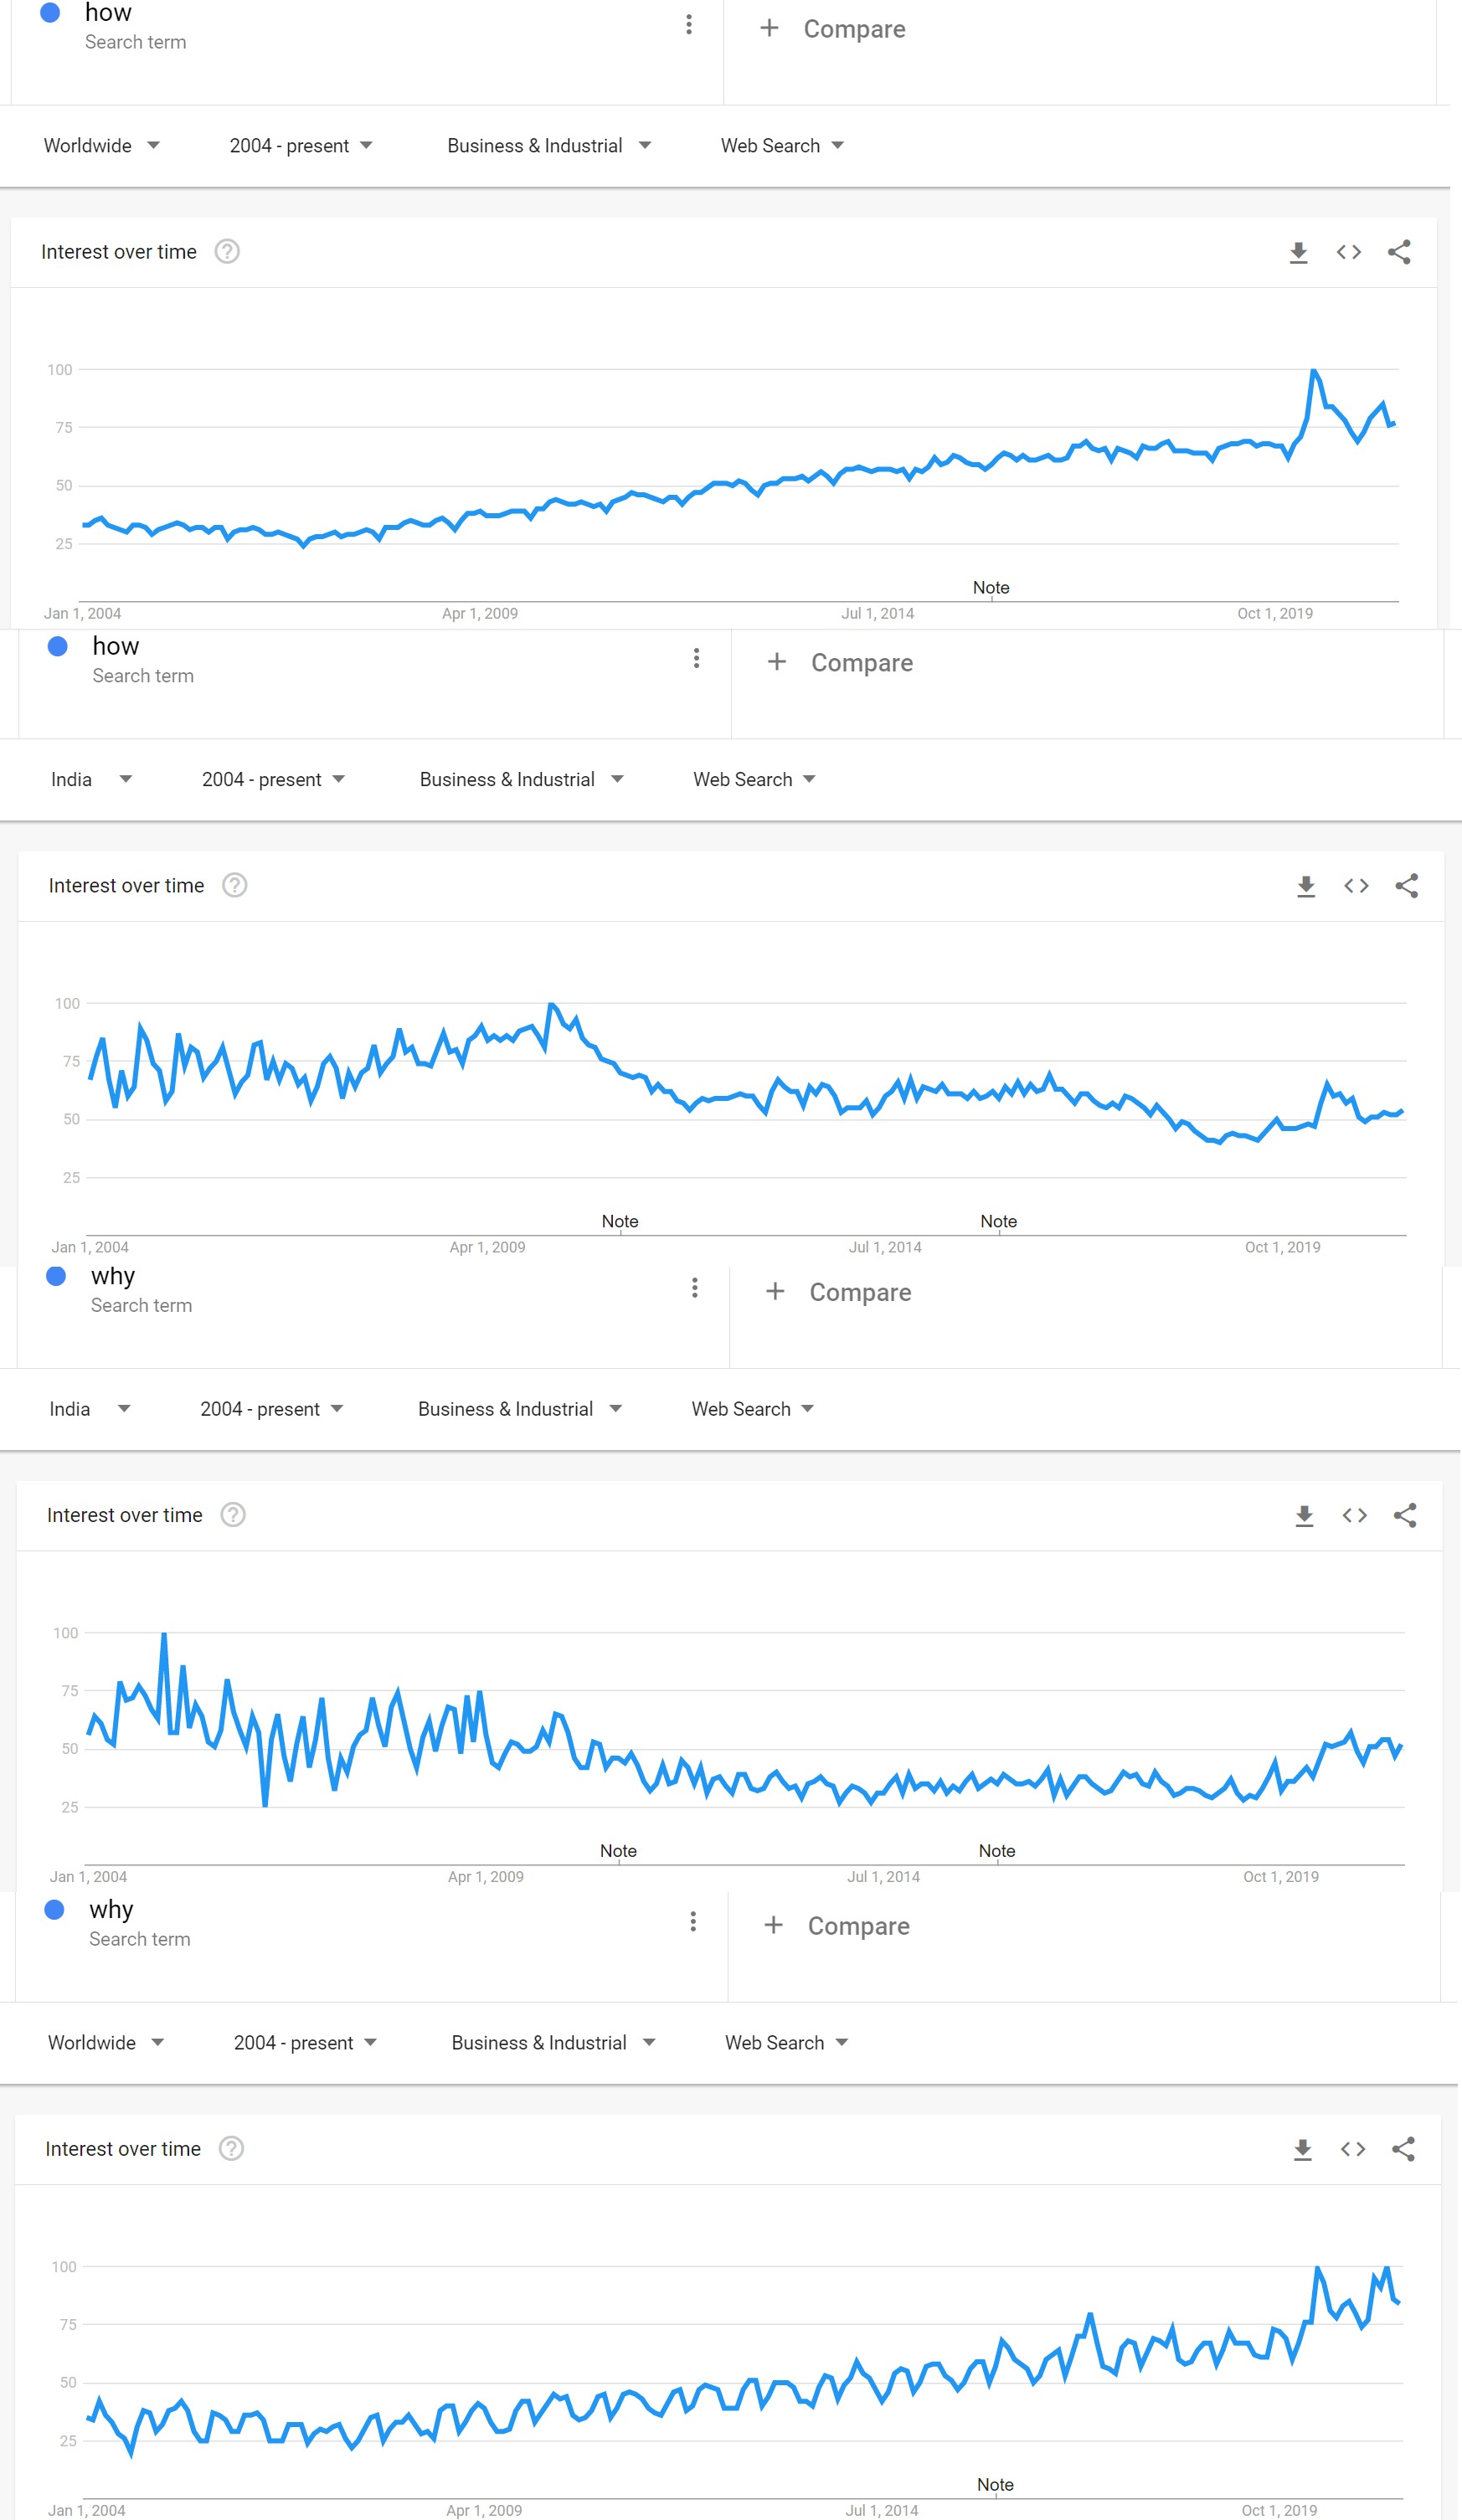 how
Search term
+ Compare
Worldwide 2004 - present Business & Industrial Web Search
Interest over time ?
100
75
50
25
Note
Jan 1, 2004 Apr 1, 2009 Jul 1, 2014 Oct 1, 2019
how
Search term
+ Compare
India 2004 - present Business & Industrial Web Search
Interest over time ?
100
75
50
25
Note Note
Jan 1, 2004 Apr 1, 2009 Jul 1, 2014 Oct 1, 2019
why
Search term
+ Compare
India 2004 - present Business & Industrial Web Search
Interest over time ?
100
75
50
25
Note Note
Jan 1, 2004 Apr 1, 2009 Jul 1, 2014 Oct 1, 2019
why
Search term
+ Compare
Worldwide 2004 - present Business & Industrial Web Search
Interest over time ?
100
75
50
25
Note
Jan 1, 2004 Apr 1, 2009 Jul 1, 2014 Oct 1, 2019